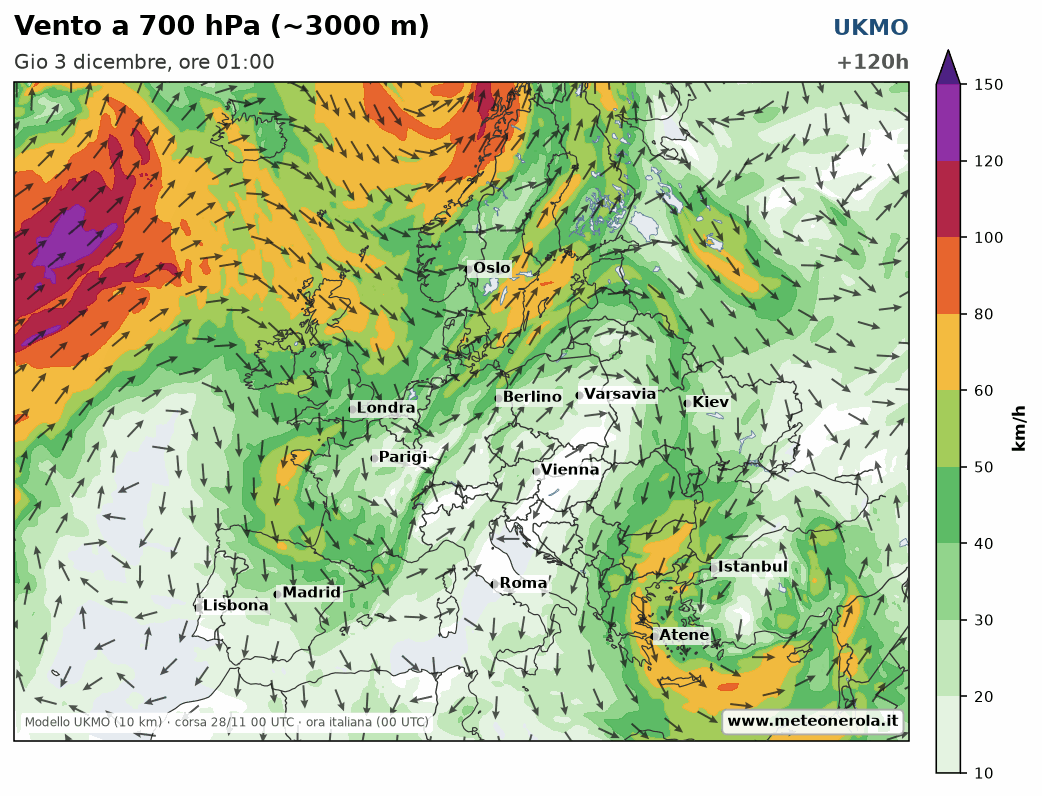 Vento a 700 hPa (~3000 m)
UKMO
Gio 3 dicembre, ore 01:00
+120h
150
120
100
80
60
50
40
30
20
10
km/h
Oslo
Londra
Berlino
Varsavia
Kiev
Parigi
Vienna
Istanbul
Roma
Madrid
Lisbona
Atene
Modello UKMO (10 km) · corsa 28/11 00 UTC · ora italiana (00 UTC)
www.meteonerola.it